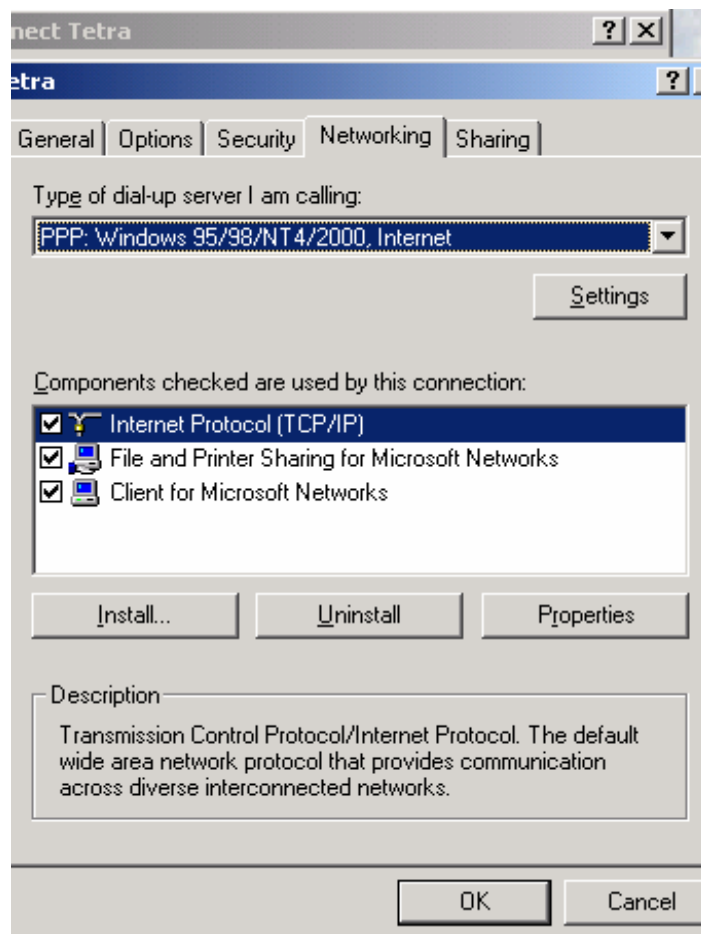 nect Tetra
etra
General Options Security Networking Sharing
Type of dial-up server I am calling:
PPP: Windows 95/98/NT4/2000, Internet
Settings
Components checked are used by this connection:
Internet Protocol (TCP/IP)
File and Printer Sharing for Microsoft Networks
Client for Microsoft Networks
Install... Uninstall Properties
Description
Transmission Control Protocol/Internet Protocol. The default
wide area network protocol that provides communication
across diverse interconnected networks.
OK Cancel